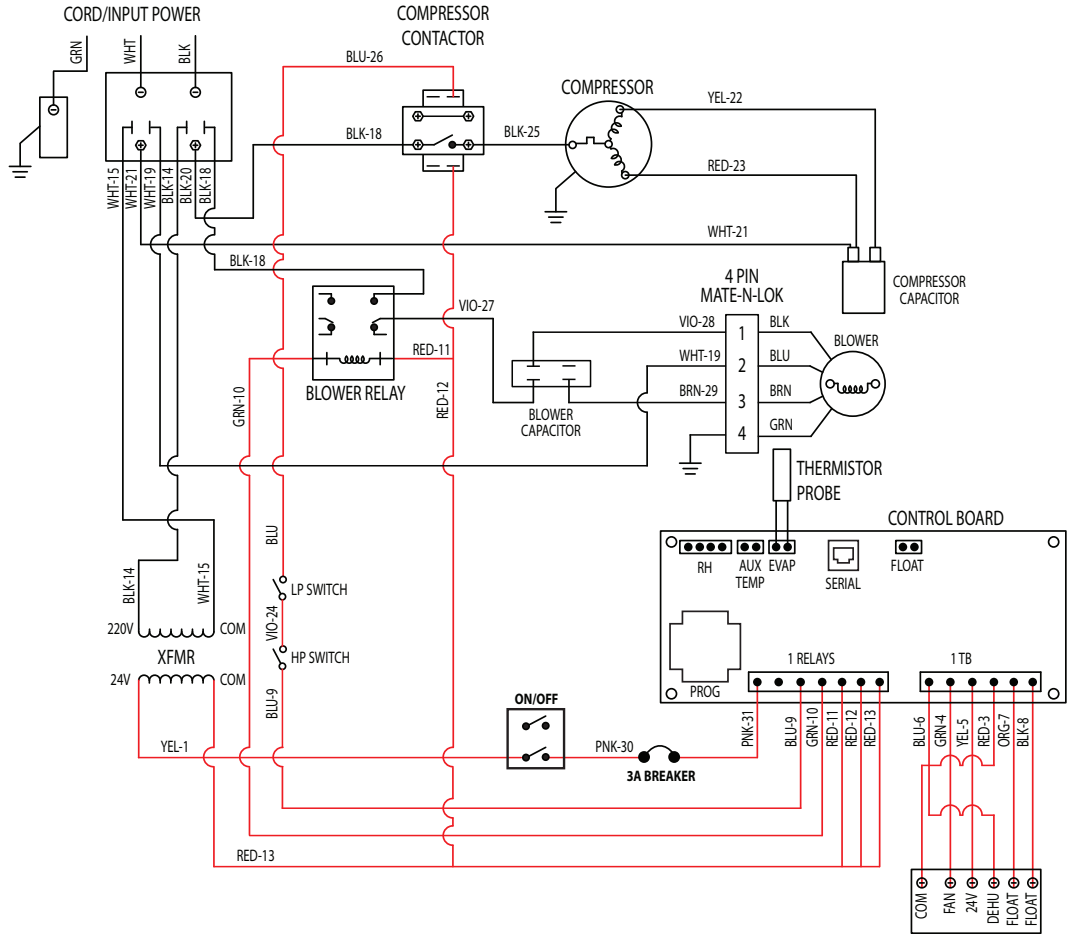 CORD/INPUT POWER
COMPRESSOR
CONTACTOR
GRN
WHT
BLK
BLU-26
COMPRESSOR
YEL-22
BLK-18
BLK-25
RED-23
WHT-15
WHT-21
WHT-19
BLK-14
BLK-20
BLK-18
WHT-21
BLK-18
4 PIN
MATE-N-LOK
COMPRESSOR
CAPACITOR
VIO-27
VIO-28
1
BLK
BLOWER
RED-11
WHT-19
2
BLU
BLOWER RELAY
BRN-29
3
BRN
GRN-10
RED-12
BLOWER
CAPACITOR
4
GRN
THERMISTOR
PROBE
CONTROL BOARD
BLU
RH
AUX
TEMP
EVAP
SERIAL
FLOAT
BLK-14
WHT-15
LP SWITCH
VIO-24
220V
COM
XFMR
HP SWITCH
24V
COM
BLU-9
PROG
1 RELAYS
1 TB
ON/OFF
YEL-1
PNK-30
3A BREAKER
PNK-31
BLU-9
GRN-10
RED-11
RED-12
RED-13
BLU-6
GRN-4
YEL-5
RED-3
ORG-7
BLK-8
RED-13
COM
FAN
24V
DEHU
FLOAT
FLOAT